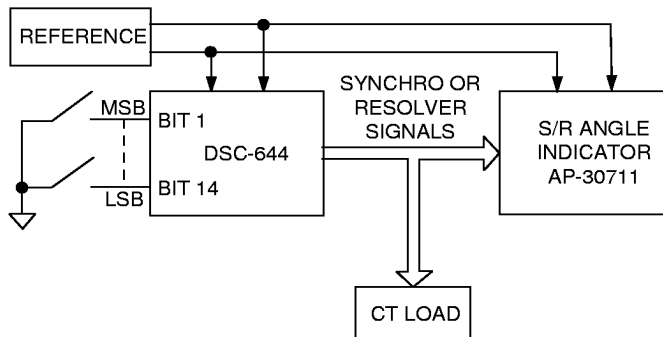 REFERENCE
SYNCHRO OR
RESOLVER
SIGNALS
MSB
BIT 1
DSC-644
LSB
BIT 14
S/R ANGLE
INDICATOR
AP-30711
CT LOAD